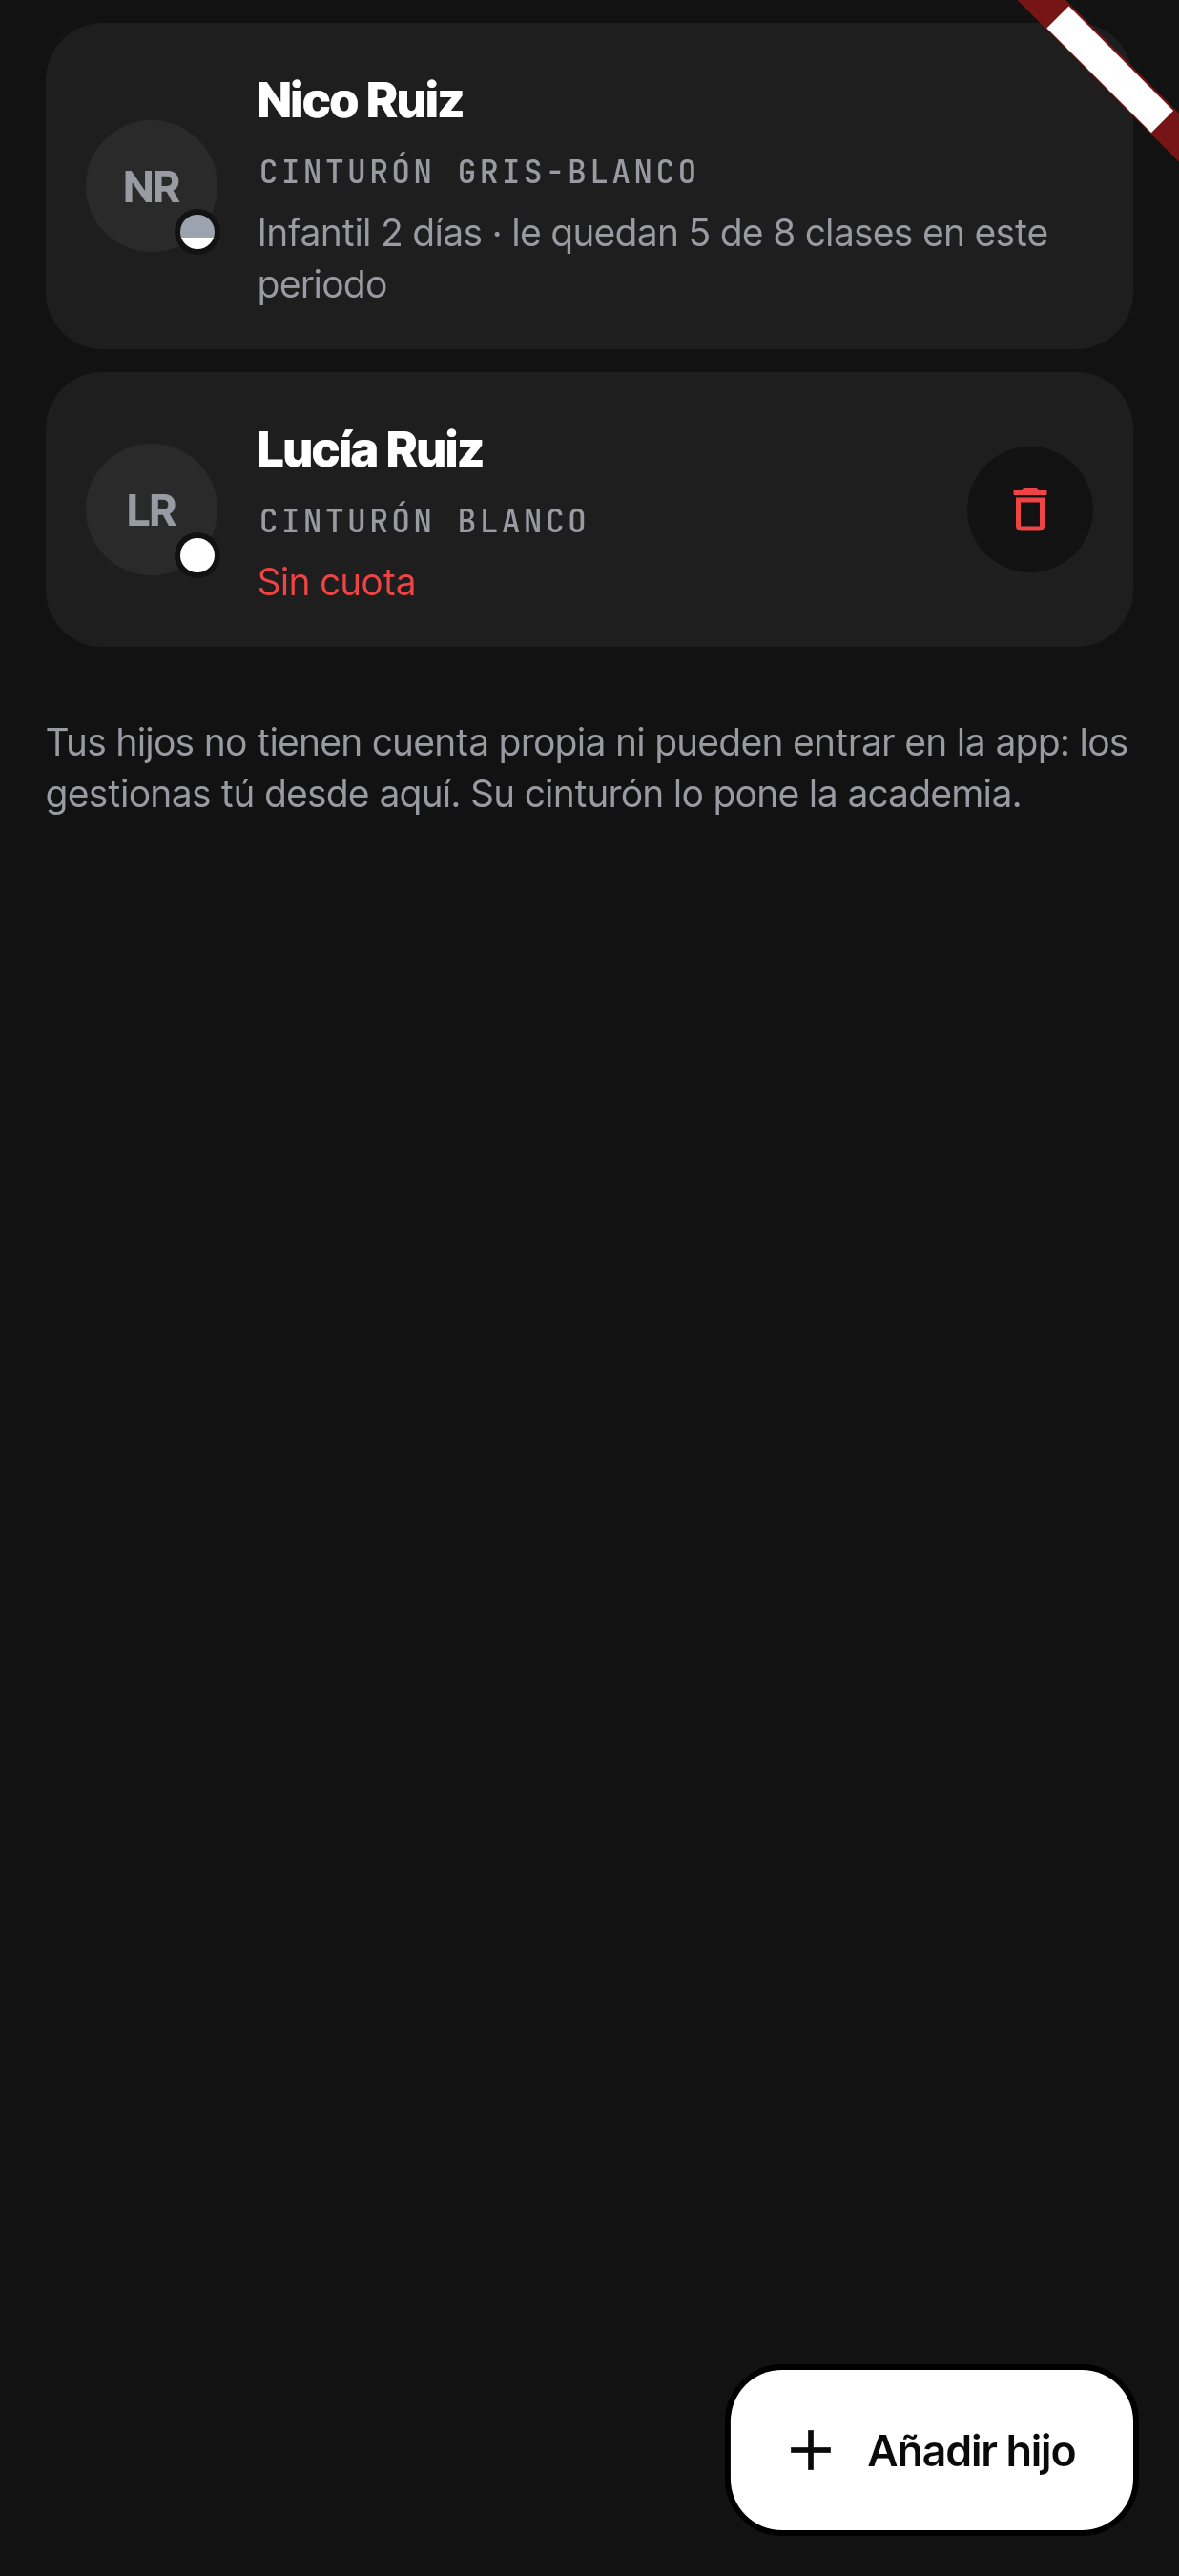 Nico Ruiz
NR
CINTURÓN GRIS-BLANCO
Infantil 2 días · le quedan 5 de 8 clases en este
periodo
Lucía Ruiz
LR
CINTURÓN BLANCO
Sin cuota
Tus hijos no tienen cuenta propia ni pueden entrar en la app: los
gestionas tú desde aquí. Su cinturón lo pone la academia.
Añadir hijo